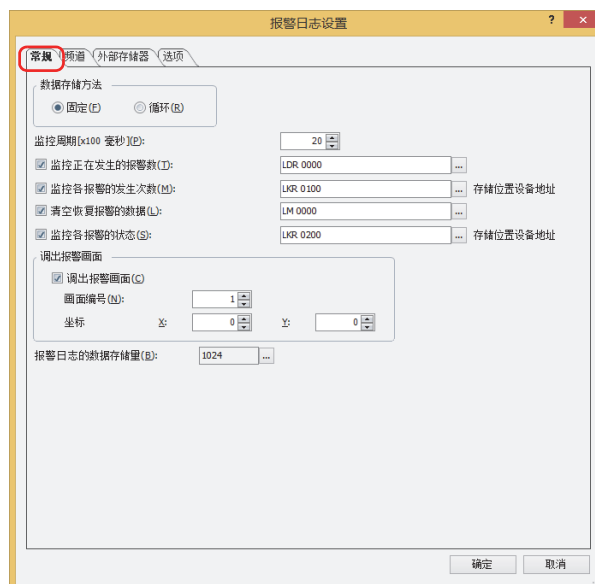 报警日志设置
? ×
常规 频道 外部存储器 选项
数据存储方法
固定(F) 循环(R)
监控周期[x100 毫秒](P): 20
监控正在发生的报警数(T): LDR 0000 ...
监控各报警的发生次数(M): LKR 0100 ... 存储位置设备地址
清空恢复报警的数据(L): LM 0000 ...
监控各报警的状态(S): LKR 0200 ... 存储位置设备地址
调出报警画面
调出报警画面(C)
画面编号(N): 1
坐标 X: 0 Y: 0
报警日志的数据存储量(B): 1024 ...
确定 取消